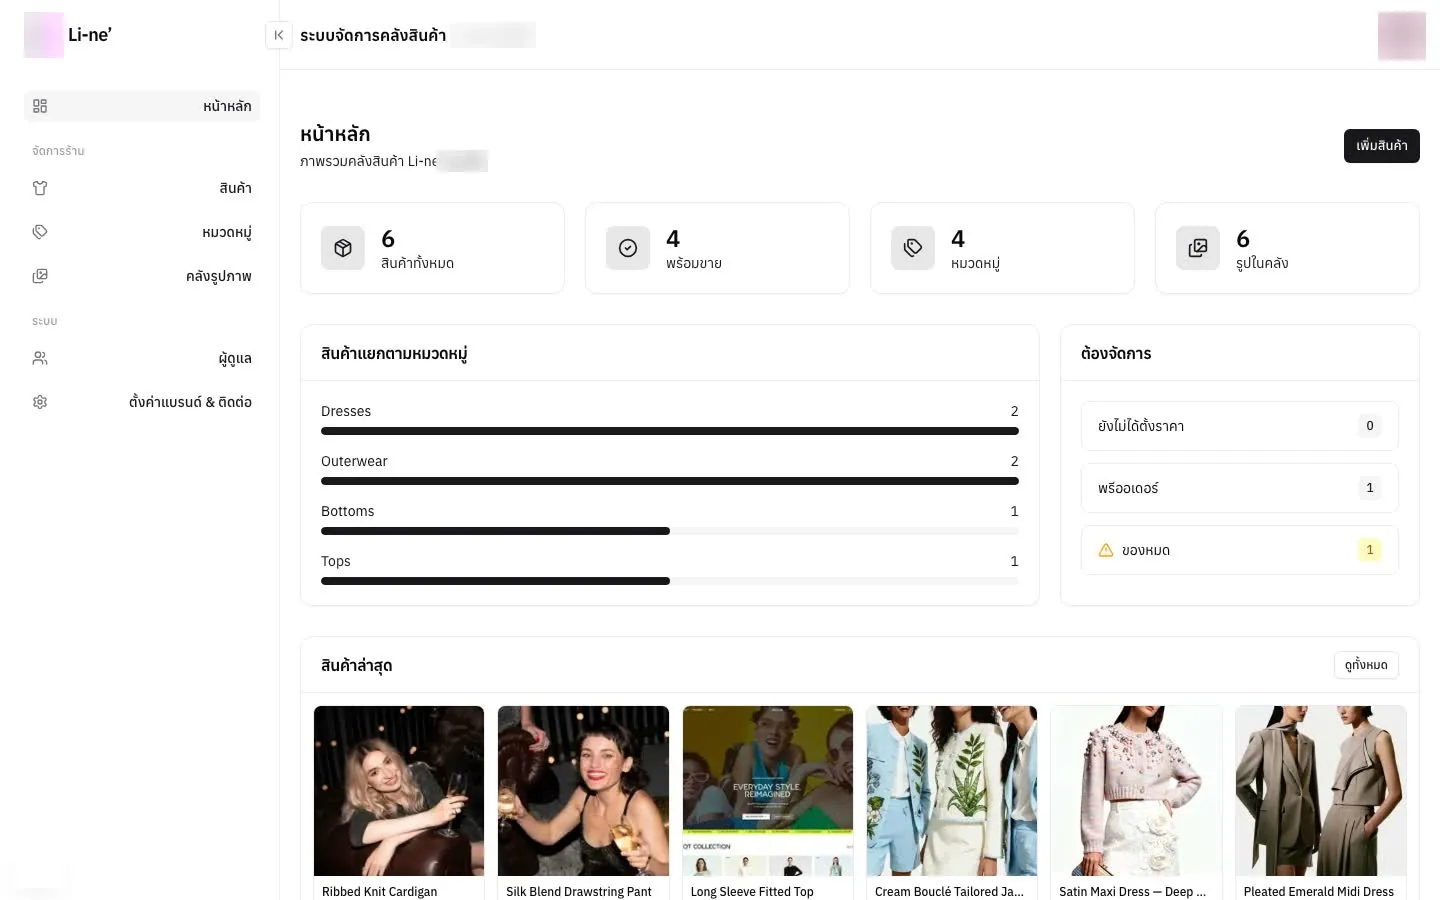 Li-ne’
ระบบจัดการคลังสินค้า
หน้าหลัก
จัดการร้าน
สินค้า
หมวดหมู่
คลังรูปภาพ
ระบบ
ผู้ดูแล
ตั้งค่าแบรนด์ & ติดต่อ
หน้าหลัก
ภาพรวมคลังสินค้า Li-ne
เพิ่มสินค้า
6
สินค้าทั้งหมด
4
พร้อมขาย
4
หมวดหมู่
6
รูปในคลัง
สินค้าแยกตามหมวดหมู่
Dresses 2
Outerwear 2
Bottoms 1
Tops 1
ต้องจัดการ
ยังไม่ได้ตั้งราคา 0
พรีออเดอร์ 1
ของหมด 1
สินค้าล่าสุด
ดูทั้งหมด
EVERYDAY STYLE,
REIMAGINED
OT COLLECTION
Ribbed Knit Cardigan
Silk Blend Drawstring Pant
Long Sleeve Fitted Top
Cream Bouclé Tailored Ja...
Satin Maxi Dress — Deep ...
Pleated Emerald Midi Dress